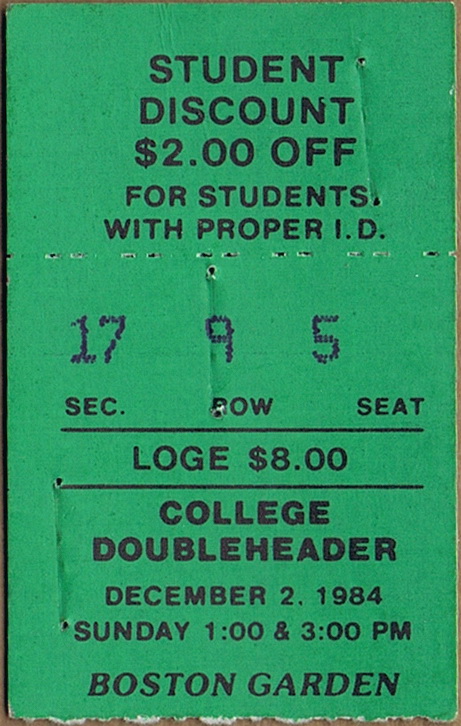 STUDENT
DISCOUNT
$2.00 OFF
FOR STUDENTS
WITH PROPER I.D.
17 9 5
SEC. ROW SEAT
LOGE $8.00
COLLEGE
DOUBLEHEADER
DECEMBER 2, 1984
SUNDAY 1:00 & 3:00 PM
BOSTON GARDEN